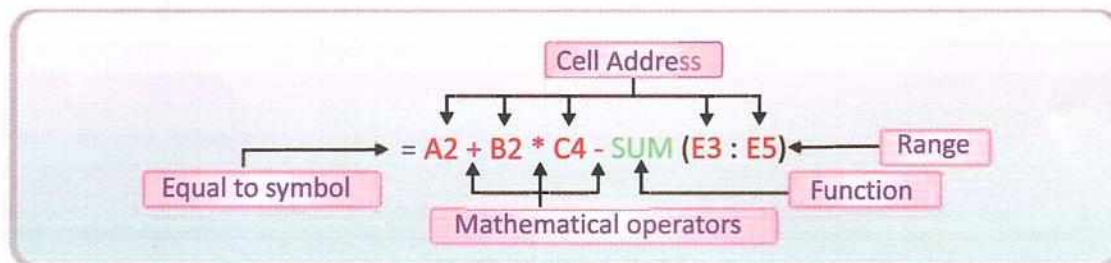 Cell Address
= A2 + B2 * C4 - SUM (E3 : E5)
Range
Equal to symbol
Function
Mathematical operators